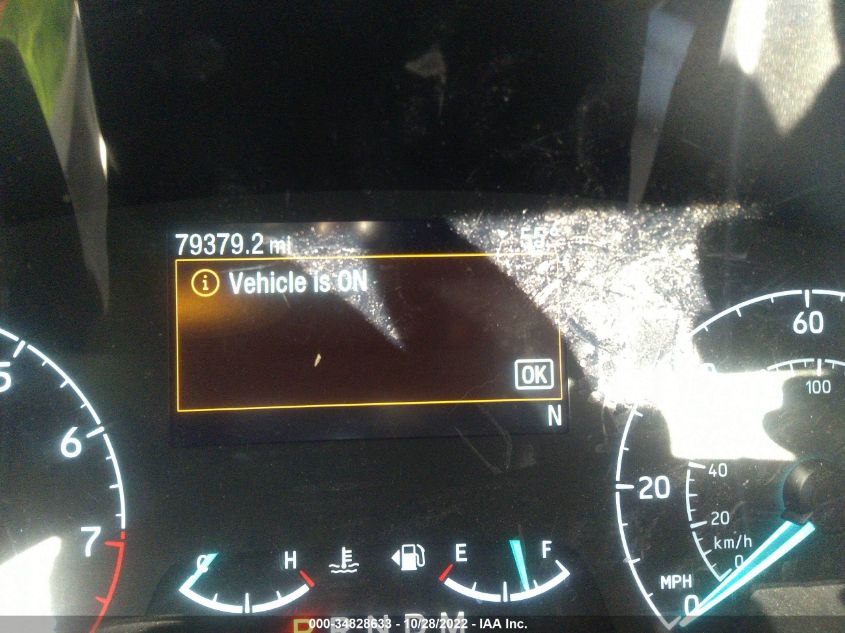 79379.2 mi
Vehicle is ON
OK
N
5
6
7
60
100
20
40
20
km/h
0
MPH
0
C
H
E
F
P R N D M
000-34828633 - 10/28/2022 - IAA Inc.